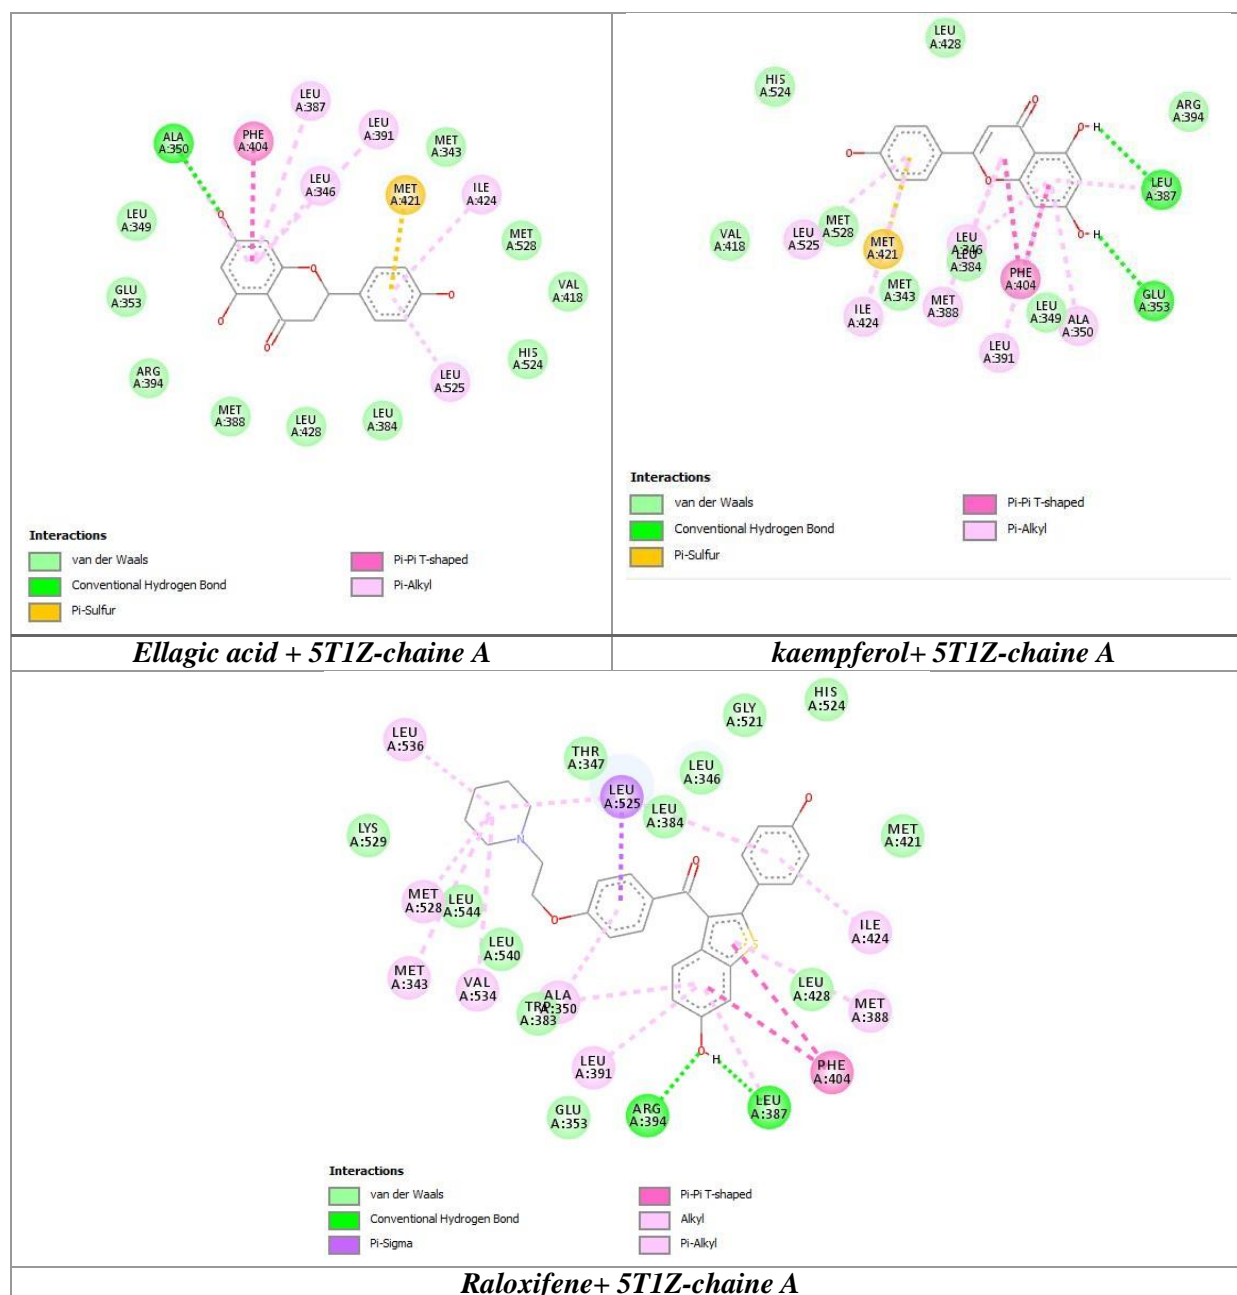 LEU
A:387
LEU
A:391
ALA
A:350
PHE
A:404
MET
A:343
LEU
A:346
MET
A:421
ILE
A:424
LEU
A:349
MET
A:528
GLU
A:353
VAL
A:418
HIS
A:524
ARG
A:394
LEU
A:525
MET
A:388
LEU
A:428
LEU
A:384
O
O
O
O
O
Interactions
van der Waals
Conventional Hydrogen Bond
Pi-Sulfur
Pi-Pi T-shaped
Pi-Alkyl
Ellagic acid + 5T1Z-chaine A
LEU
A:428
HIS
A:524
ARG
A:394
LEU
A:387
VAL
A:418
LEU
A:525
MET
A:528
MET
A:421
LEU
A:346
LEU
A:384
PHE
A:404
MET
A:343
ILE
A:424
MET
A:388
LEU
A:349
ALA
A:350
GLU
A:353
LEU
A:391
O
O
O
O H
O H
Interactions
van der Waals
Conventional Hydrogen Bond
Pi-Sulfur
Pi-Pi T-shaped
Pi-Alkyl
kaempferol+ 5T1Z-chaine A
HIS
A:524
GLY
A:521
LEU
A:536
THR
A:347
LEU
A:346
LEU
A:525
LEU
A:384
LYS
A:529
MET
A:421
MET
A:528
LEU
A:544
ILE
A:424
LEU
A:540
MET
A:343
VAL
A:534
ALA
A:350
TRP
A:383
LEU
A:428
MET
A:388
LEU
A:391
PHE
A:404
GLU
A:353
ARG
A:394
LEU
A:387
N
O
O
O
S
O H
Interactions
van der Waals
Conventional Hydrogen Bond
Pi-Sigma
Pi-Pi T-shaped
Alkyl
Pi-Alkyl
Raloxifene+ 5T1Z-chaine A